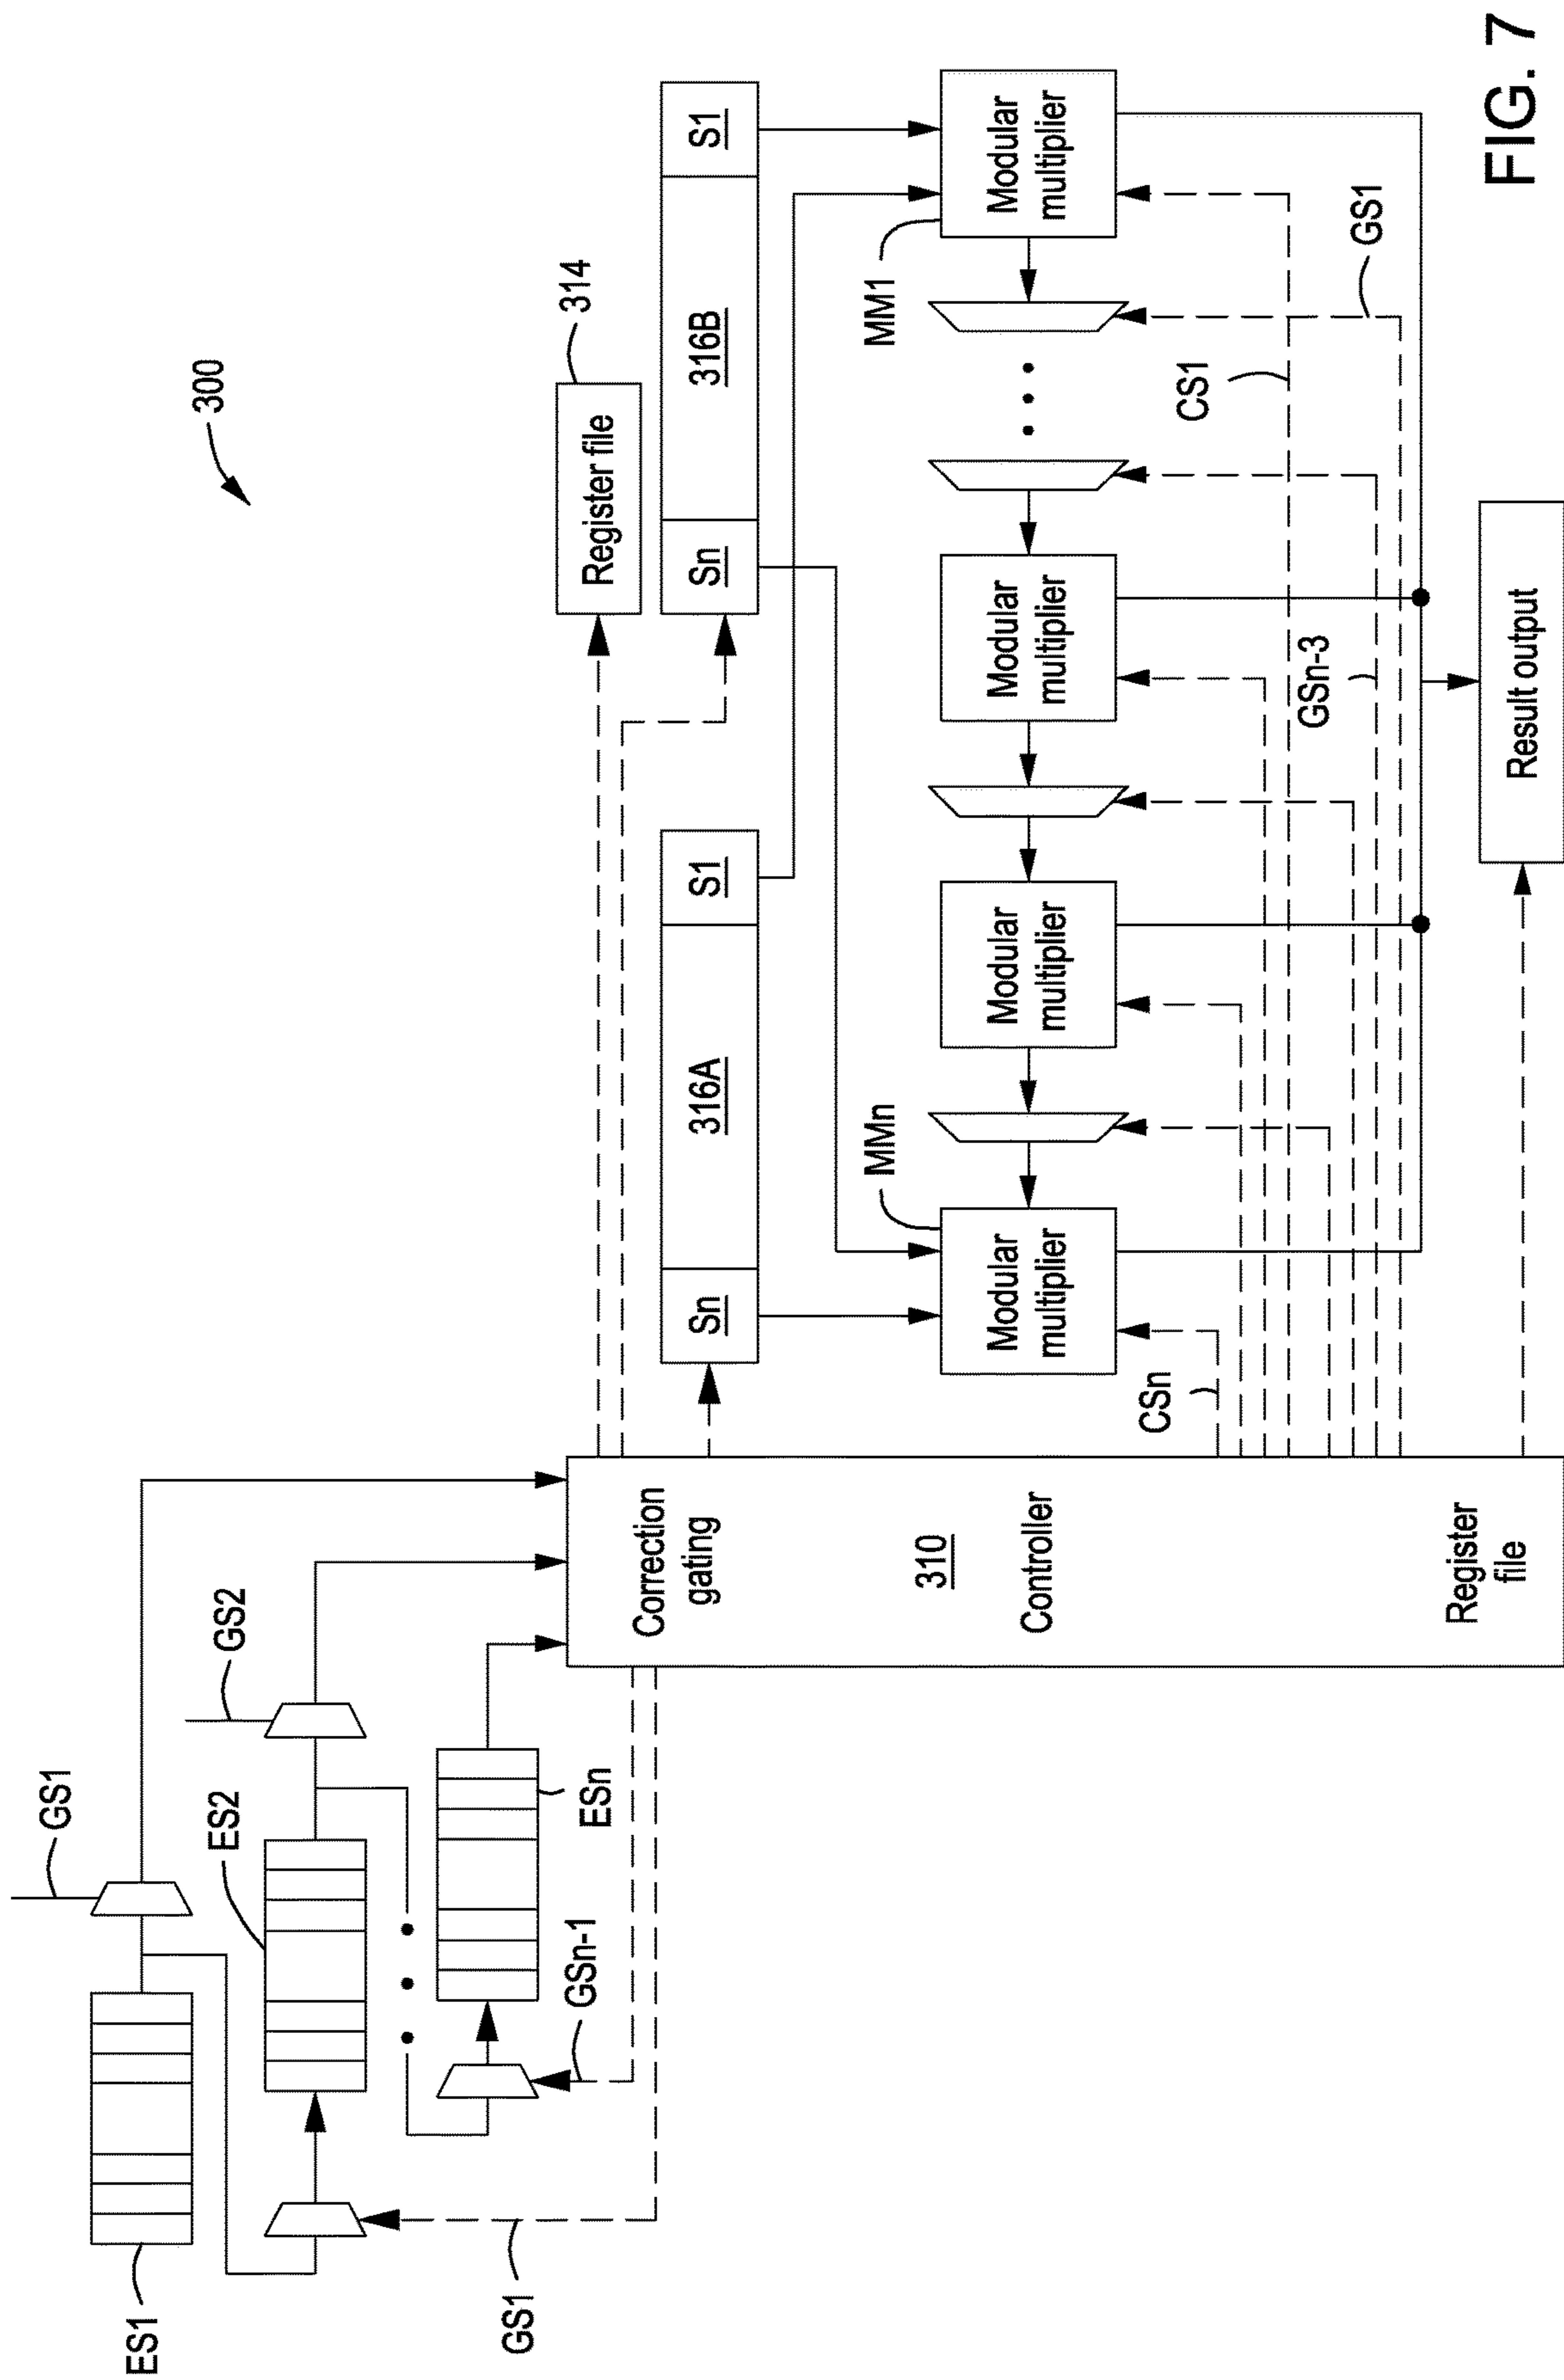 300
GS1
ES1
GS2
ES2
GS1
GSn-1
ESn
Correction
gating
310
Controller
Register
file
Register file
314
Sn
316A
S1
Sn
316B
S1
MMn
MM1
Modular
multiplier
Modular
multiplier
Modular
multiplier
Modular
multiplier
CSn
CS1
GSn-3
GS1
Result output
FIG. 7